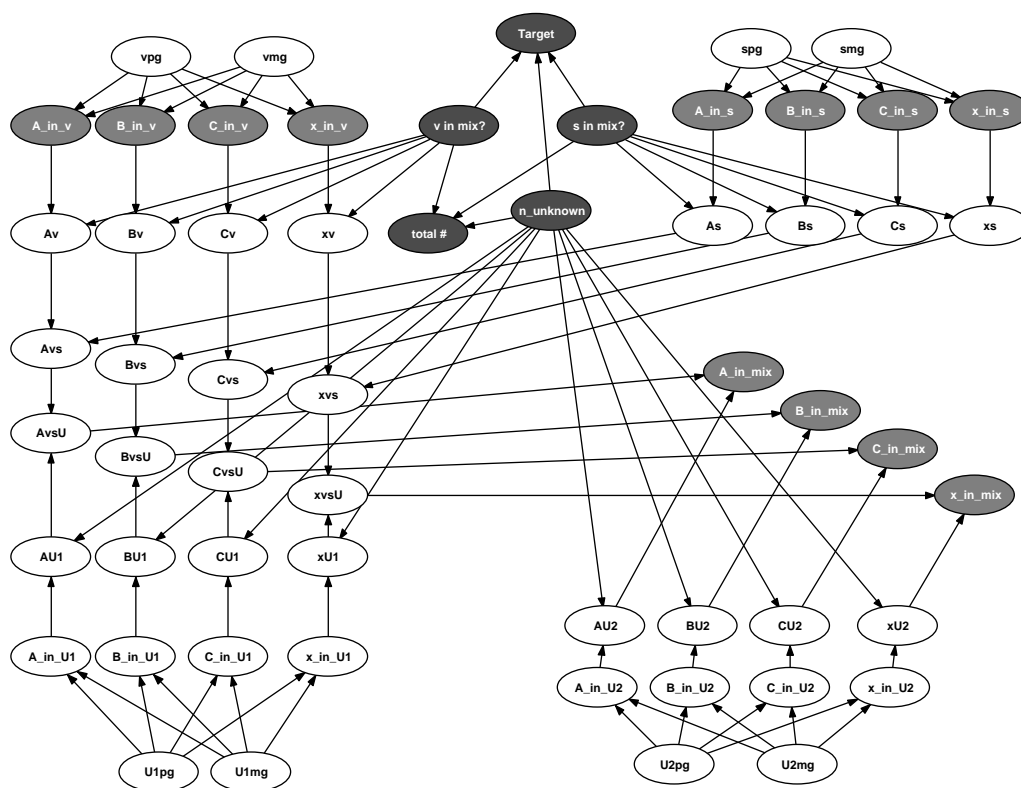 Target
vpg
vmg
spg
smg
A_in_v
B_in_v
C_in_v
x_in_v
v in mix?
s in mix?
A_in_s
B_in_s
C_in_s
x_in_s
n_unknown
Av
Bv
Cv
xv
total #
As
Bs
Cs
xs
Avs
Bvs
Cvs
xvs
A_in_mix
B_in_mix
AvsU
BvsU
CvsU
C_in_mix
xvsU
x_in_mix
AU1
BU1
CU1
xU1
AU2
BU2
CU2
xU2
A_in_U1
B_in_U1
C_in_U1
x_in_U1
A_in_U2
B_in_U2
C_in_U2
x_in_U2
U1pg
U1mg
U2pg
U2mg